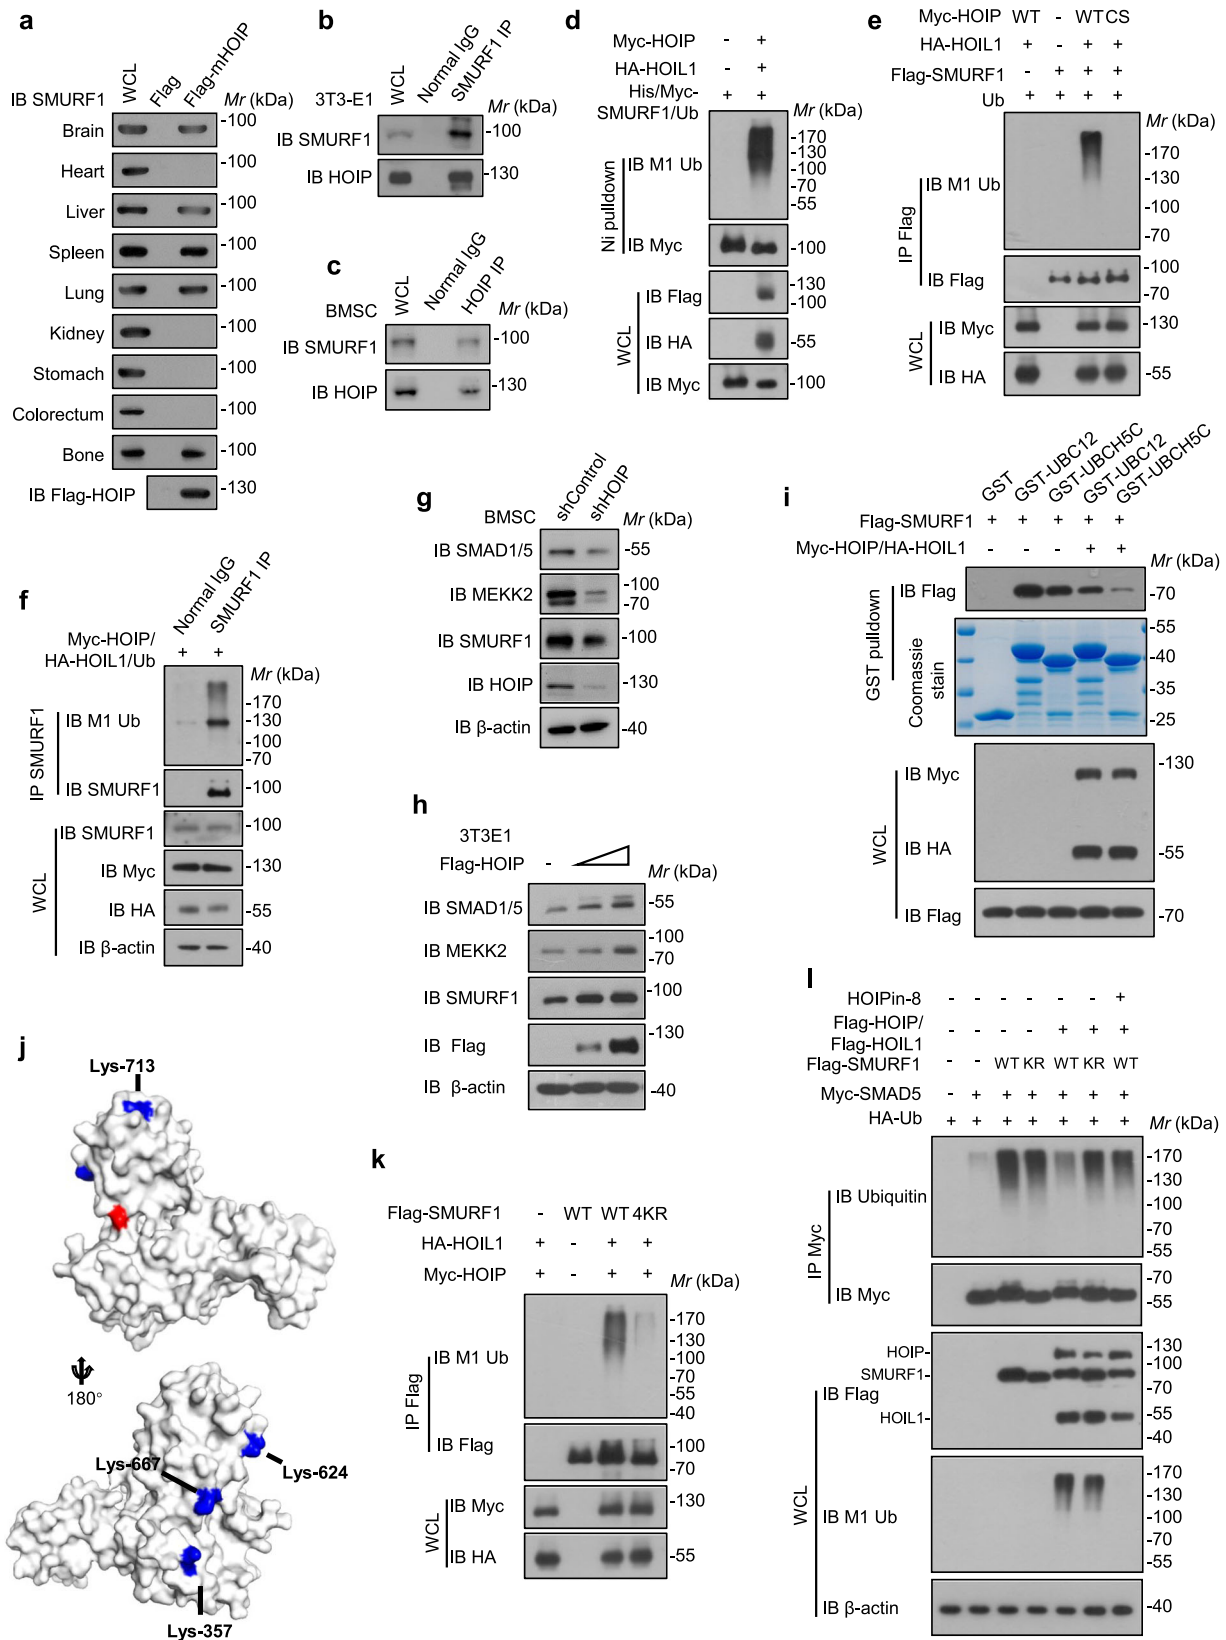 a
IB SMURF1
WCL
Flag
Flag-mHOIP
Mr (kDa)
Brain
-100
Heart
-100
Liver
-100
Spleen
-100
Lung
-100
Kidney
-100
Stomach
-100
Colorectum
-100
Bone
-100
IB Flag-HOIP
-130
b
3T3-E1
WCL
Normal IgG
SMURF1 IP
Mr (kDa)
IB SMURF1
-100
IB HOIP
-130
c
BMSC
WCL
Normal IgG
HOIP IP
Mr (kDa)
IB SMURF1
-100
IB HOIP
-130
d
Myc-HOIP - +
HA-HOIL1 - +
His/Myc-
SMURF1/Ub
+ +
Mr (kDa)
Ni pulldown
IB M1 Ub
-170
-130
-100
-70
-55
IB Myc
-100
WCL
IB Flag
-130
-100
IB HA
-55
IB Myc
-100
e
Myc-HOIP WT - WT CS
HA-HOIL1 + - + +
Flag-SMURF1 - + + +
Ub + + + +
Mr (kDa)
IP Flag
IB M1 Ub
-170
-130
-100
-70
IB Flag
-100
-70
WCL
IB Myc
-130
IB HA
-55
f
Normal IgG
SMURF1 IP
Myc-HOIP/
HA-HOIL1/Ub
+ +
Mr (kDa)
IP SMURF1
IB M1 Ub
-170
-130
-100
-70
IB SMURF1
-100
WCL
IB SMURF1
-100
IB Myc
-130
IB HA
-55
IB β-actin
-40
g
BMSC
shControl
shHOIP
Mr (kDa)
IB SMAD1/5
-55
IB MEKK2
-100
-70
IB SMURF1
-100
IB HOIP
-130
IB β-actin
-40
h
3T3E1
Flag-HOIP -
Mr (kDa)
IB SMAD1/5
-55
IB MEKK2
-100
-70
IB SMURF1
-100
IB Flag
-130
IB β-actin
-40
i
GST
GST-UBC12
GST-UBCH5C
GST-UBC12
GST-UBCH5C
Flag-SMURF1 + + + + +
Myc-HOIP/HA-HOIL1 - - - + +
Mr (kDa)
GST pulldown
IB Flag
-70
Coomassie
stain
-55
-40
-35
-25
WCL
IB Myc
-130
IB HA
-55
IB Flag
-70
j
Lys-713
180°
Lys-667
Lys-624
Lys-357
k
Flag-SMURF1 - WT WT 4KR
HA-HOIL1 + - + +
Myc-HOIP + - + +
Mr (kDa)
IP Flag
IB M1 Ub
-170
-130
-100
-70
-55
-40
IB Flag
-100
-70
WCL
IB Myc
-130
IB HA
-55
l
HOIPin-8 - - - - - - +
Flag-HOIP/
Flag-HOIL1
- - - - + + +
Flag-SMURF1 - - WT KR WT KR WT
Myc-SMAD5 - + + + + + +
HA-Ub + + + + + + +
Mr (kDa)
IP Myc
IB Ubiquitin
-170
-130
-100
-70
-55
IB Myc
-70
-55
WCL
HOIP-
SMURF1-
IB Flag
HOIL1-
-130
-100
-70
-55
-40
IB M1 Ub
-170
-130
-100
-70
-55
IB β-actin
-40